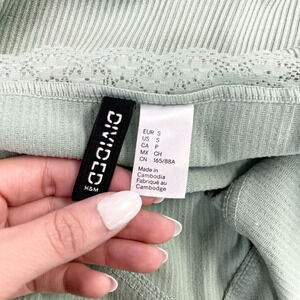 DIVIDED
H&M
EUR S
US S
CA P
MX CH
CN 165/88A
Made in
Cambodia
Fabriqué au
Cambodge